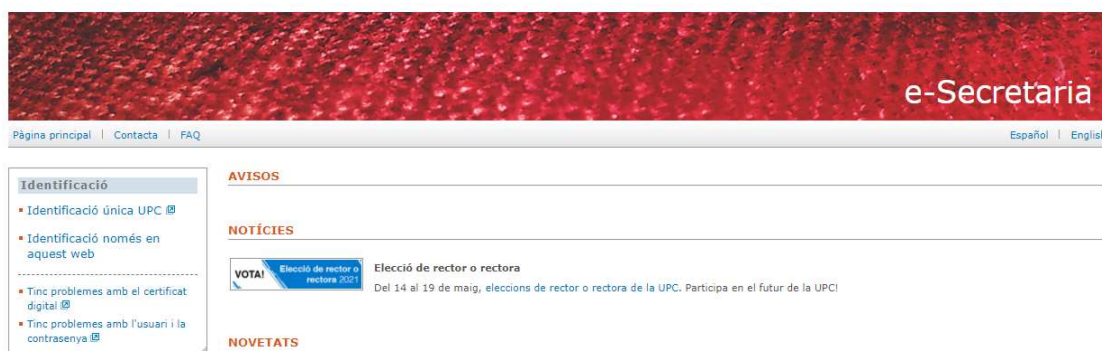 e-Secretaria
Pàgina principal | Contacta | FAQ
Español | English
Identificació
Identificació única UPC
Identificació només en
aquest web
Tinc problemes amb el certificat
digital
Tinc problemes amb l'usuari i la
contrasenya
AVISOS
NOTÍCIES
VOTA!
Elecció de rector o
rectora 2021
Elecció de rector o rectora
Del 14 al 19 de maig, eleccions de rector o rectora de la UPC. Participa en el futur de la UPC!
NOVETATS